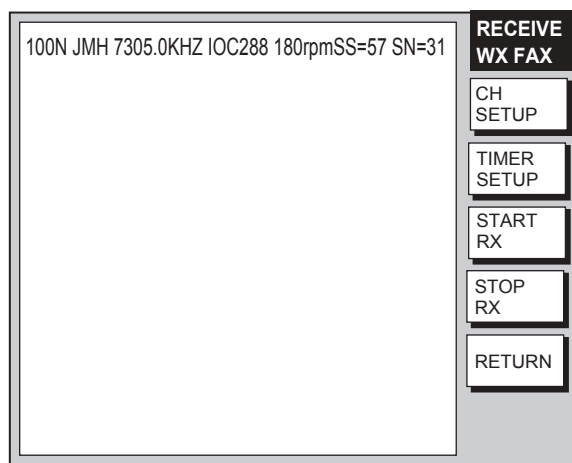 100N JMH 7305.0KHZ IOC288 180rpmSS=57 SN=31
RECEIVE
WX FAX
CH
SETUP
TIMER
SETUP
START
RX
STOP
RX
RETURN